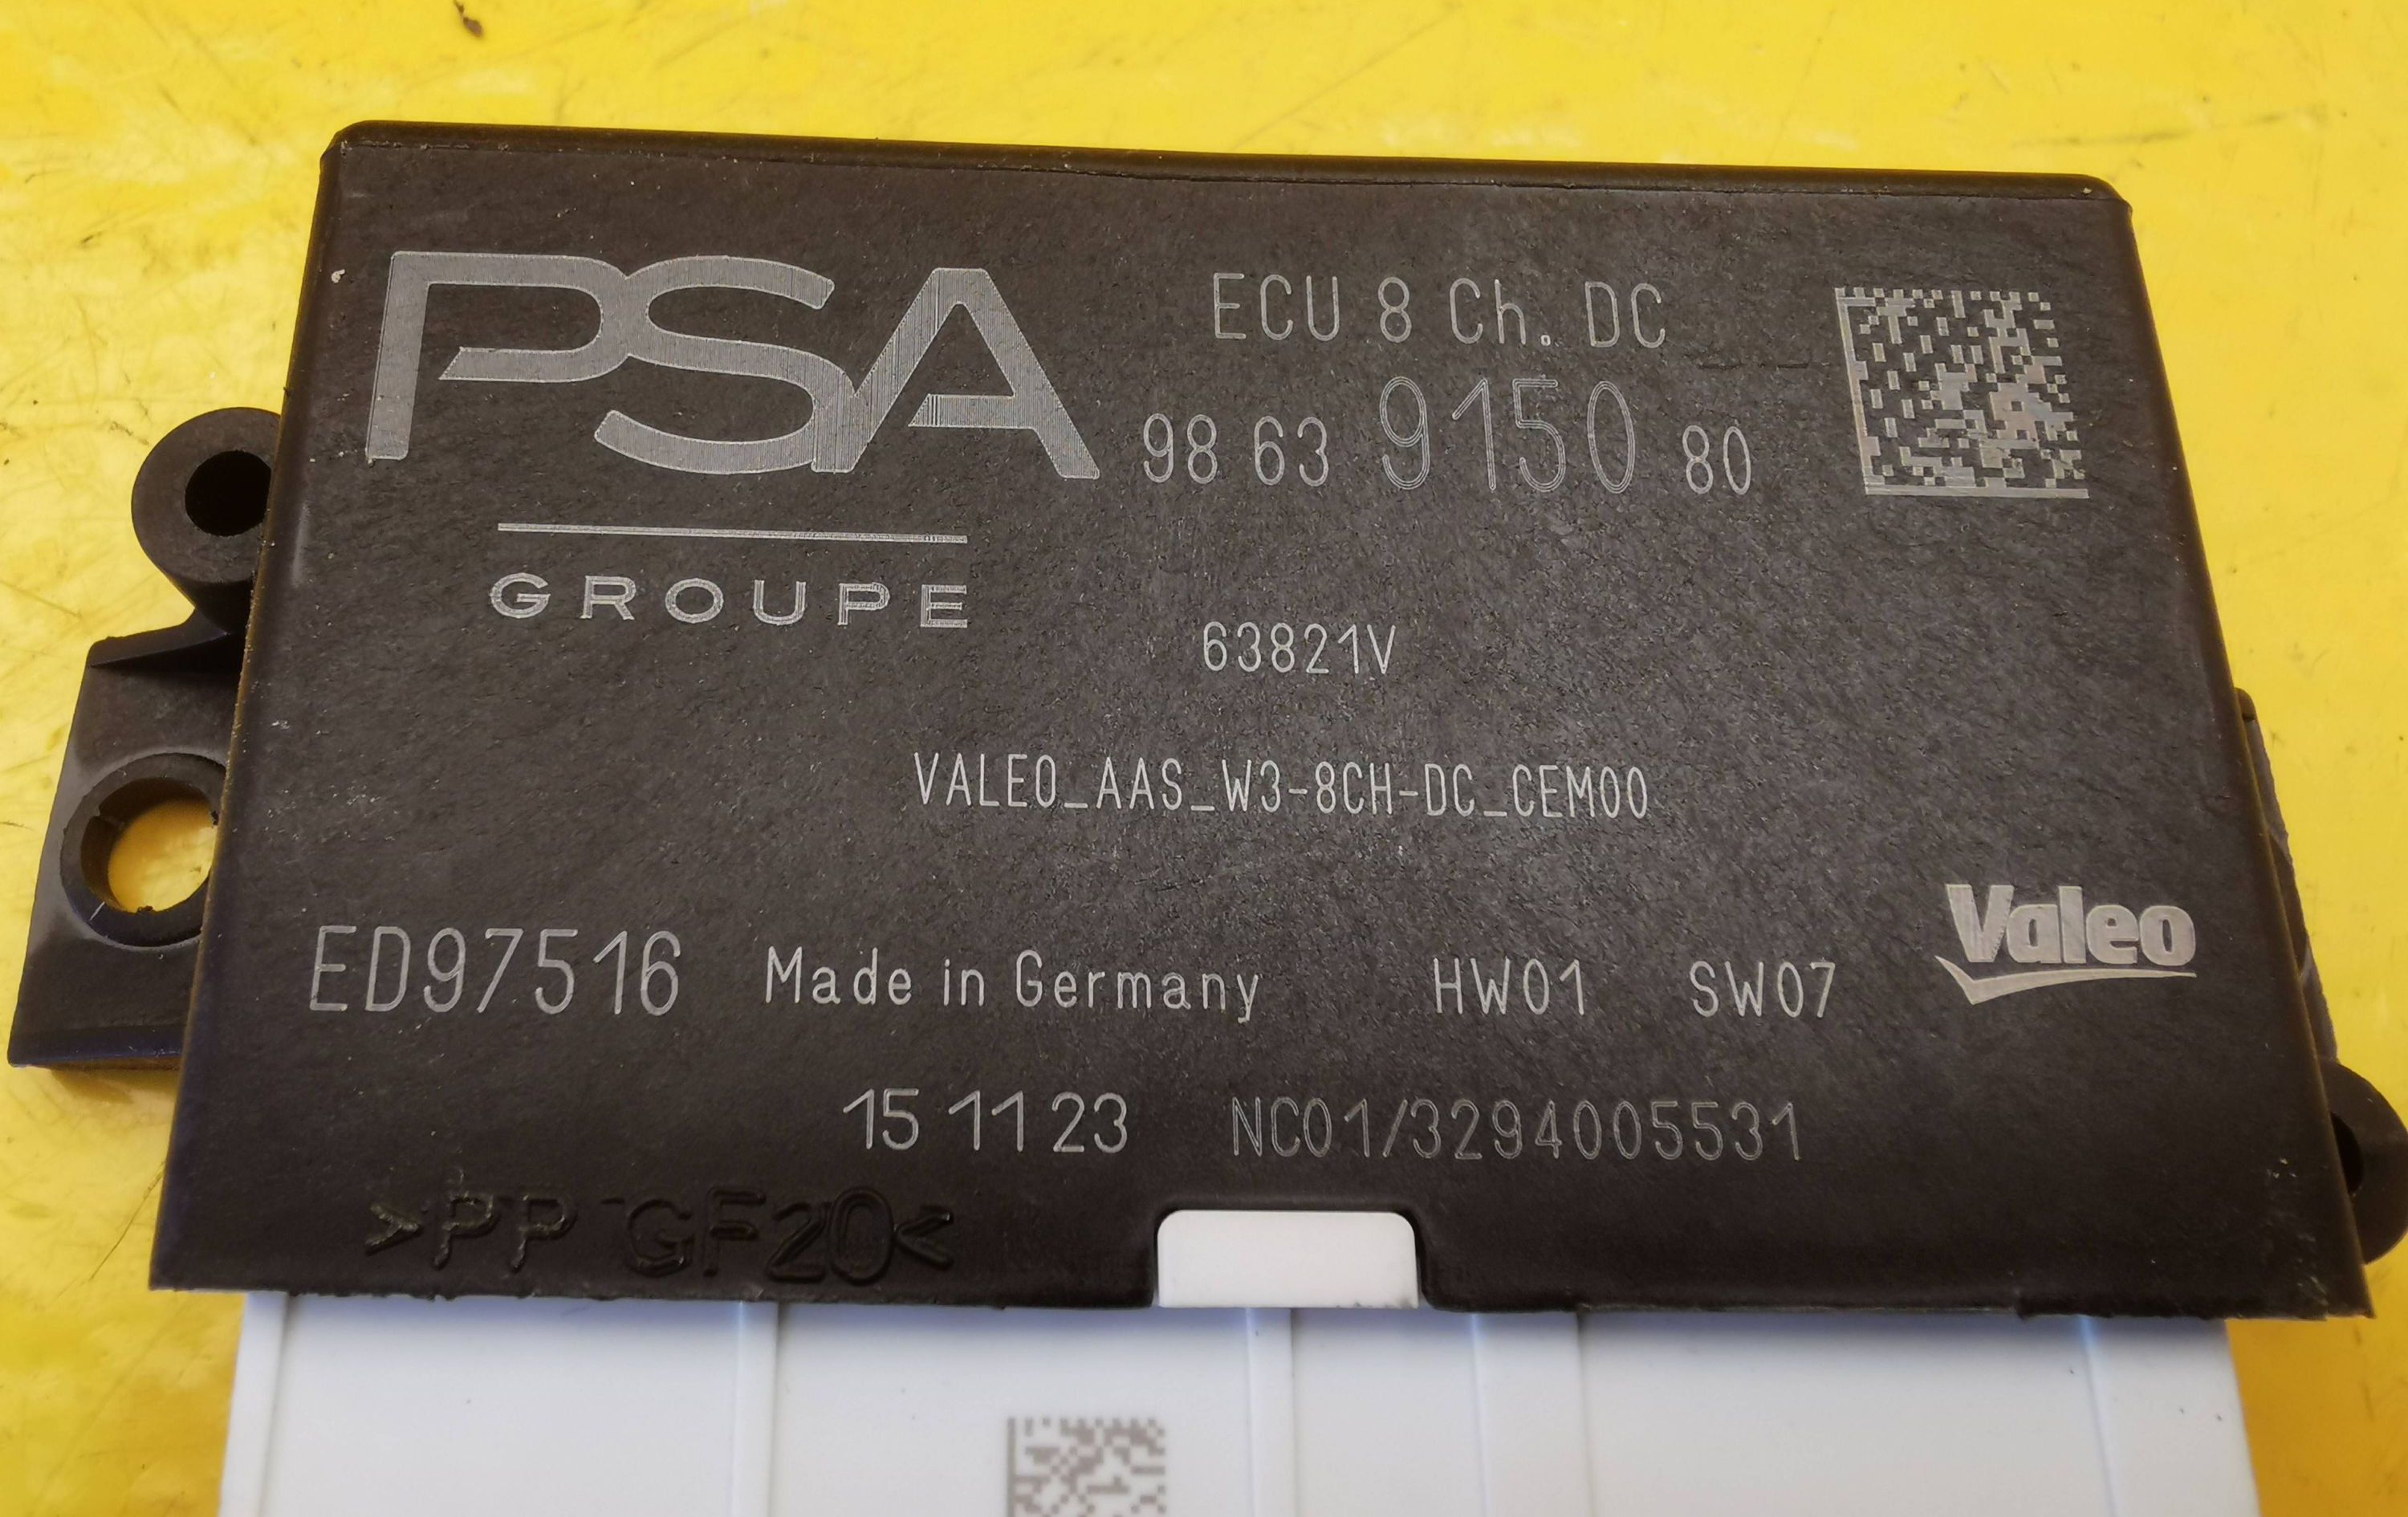 PSA
GROUPE
ECU 8 Ch. DC
98 63 9150 80
63821V
VALEO_AAS_W3-8CH-DC_CEM00
Valeo
ED97516 Made in Germany HW01 SW07
15 11 23 NC01/3294005531
>PP GF20<